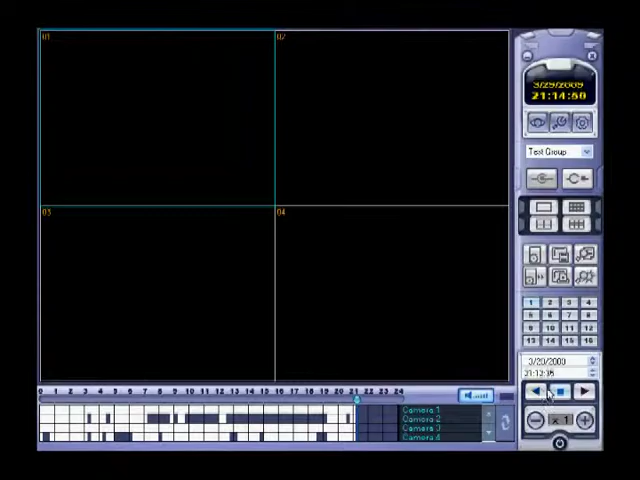 01
02
3/29/2009
21:14:50
Test Group
03
04
1 2 3 4
5 6 7 8
9 10 11 12
13 14 15 16
3/29/2009
0 1 2 3 4 5 6 7 8 9 10 11 12 13 14 15 16 17 18 19 20 21 22 23 24
x 1
Camera 1
Camera 2
Camera 3
Camera 4